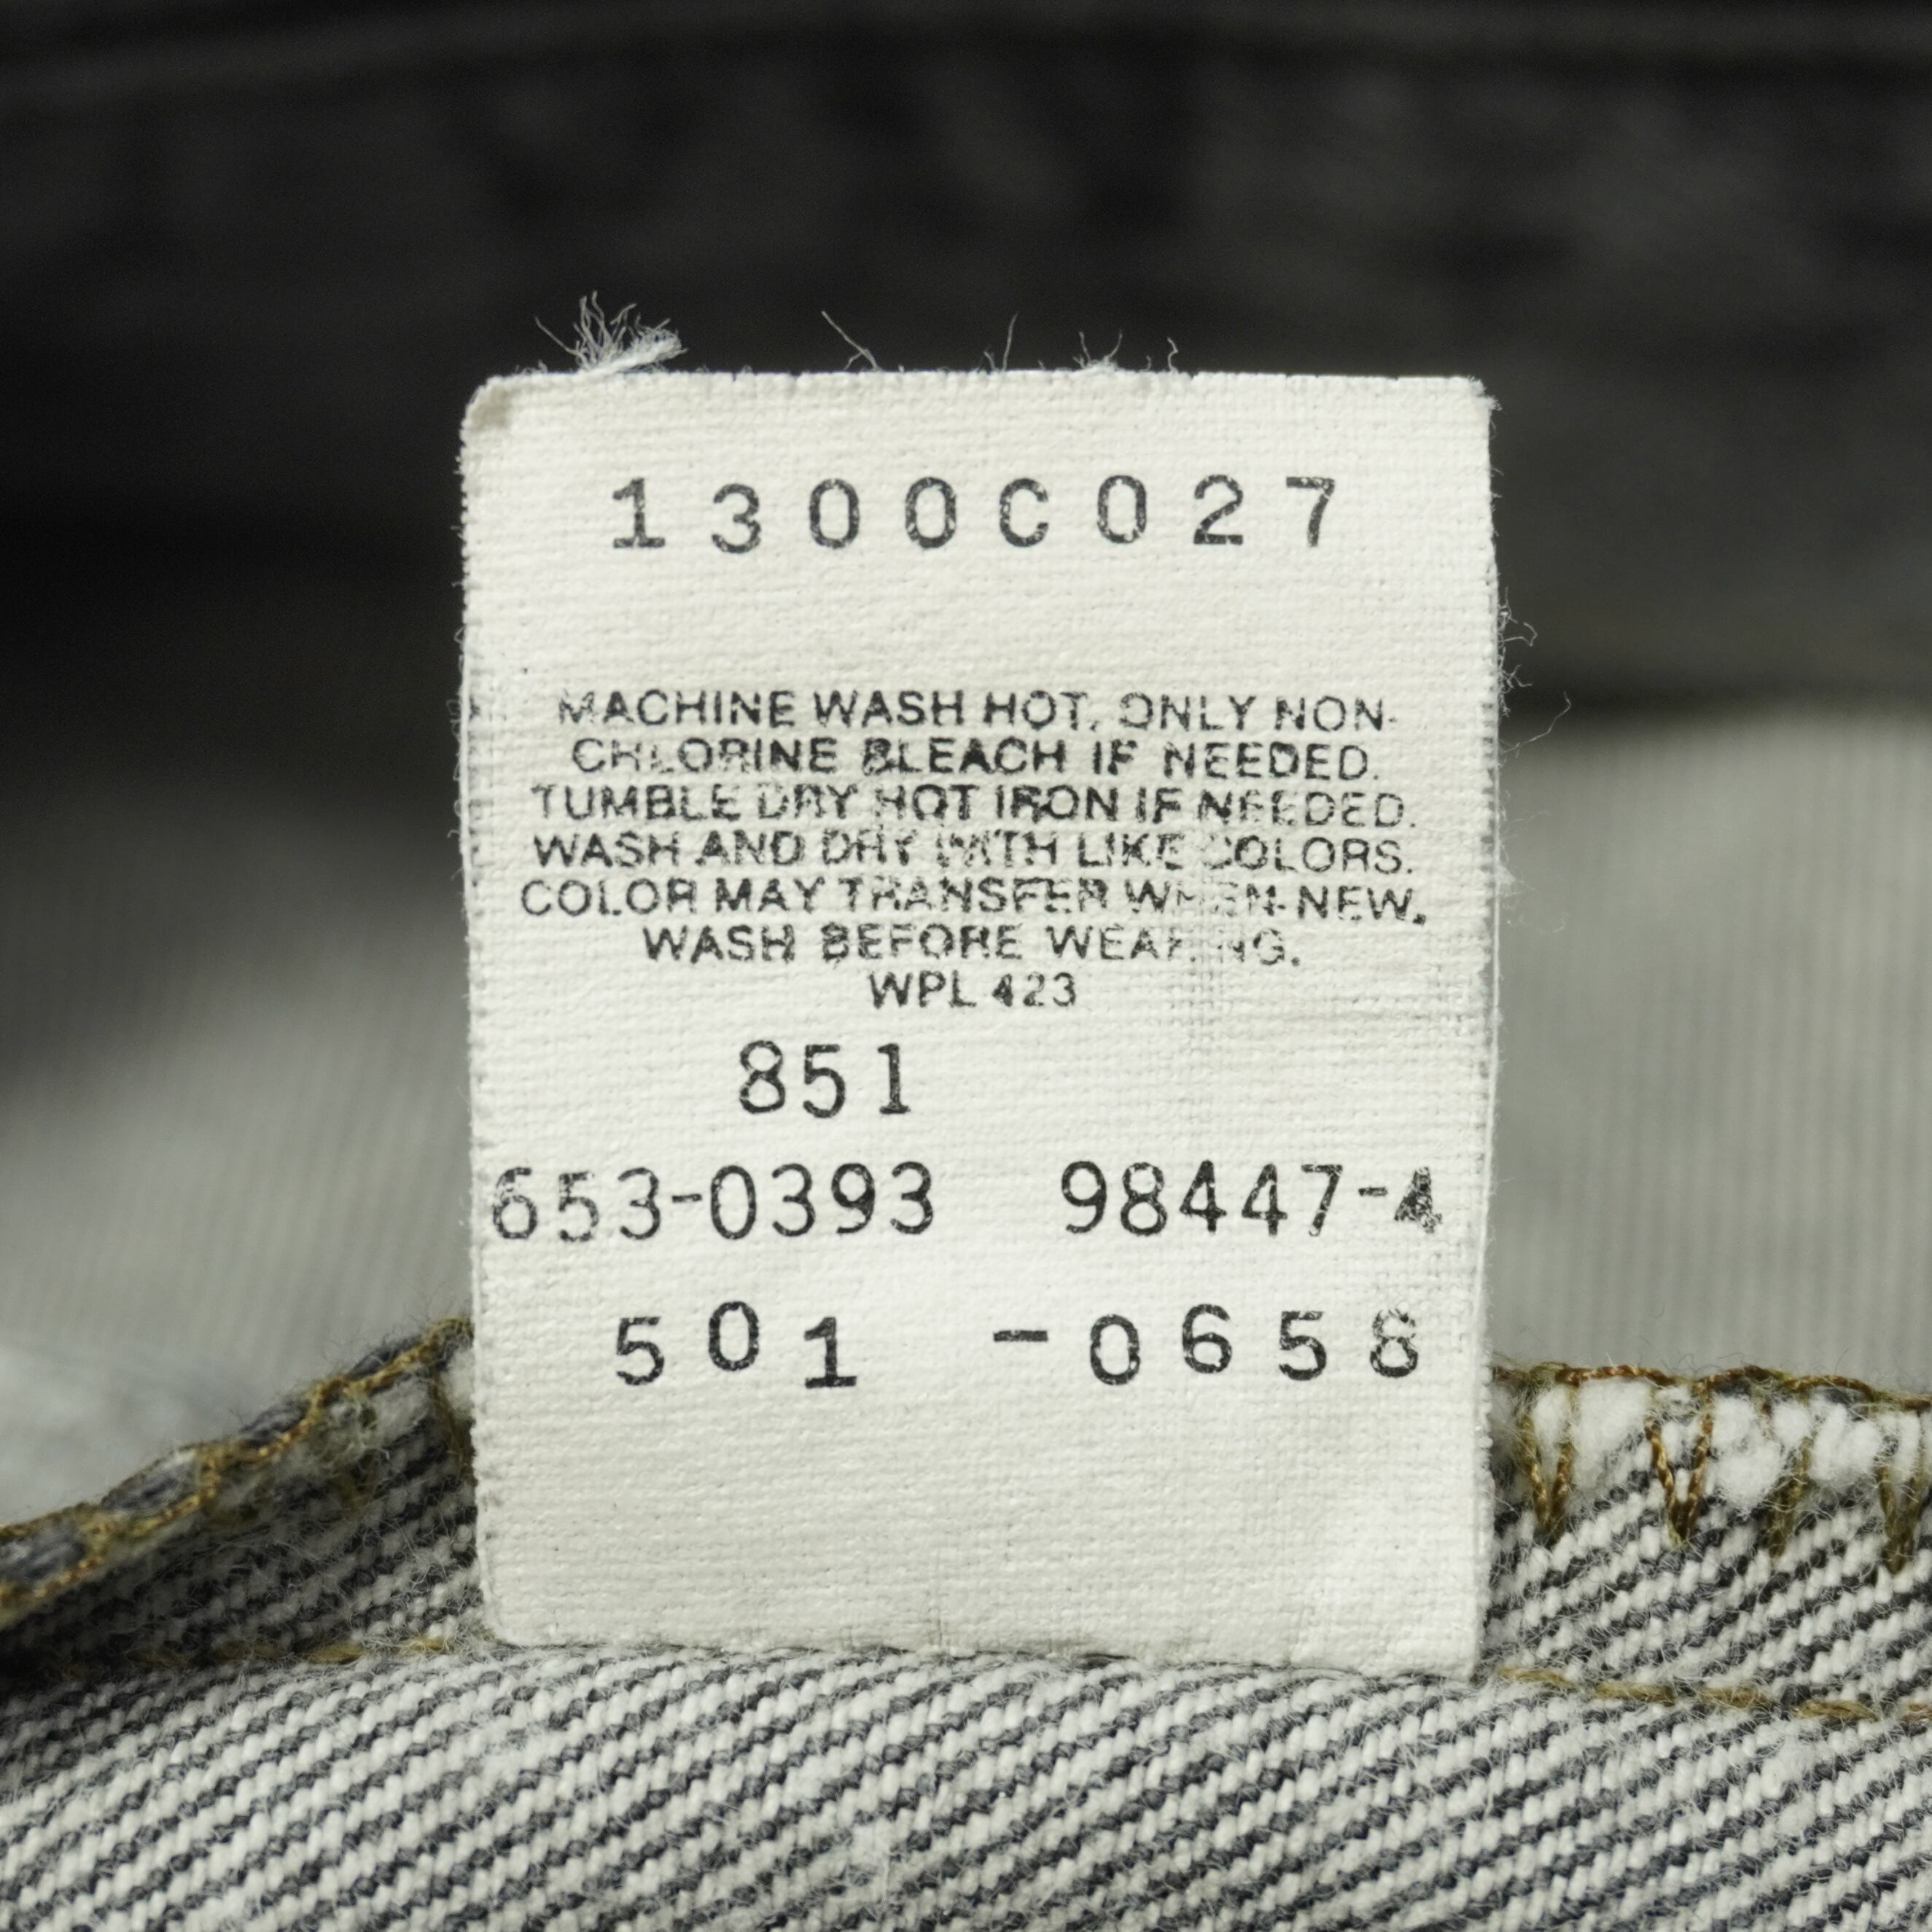 1300C027
MACHINE WASH HOT, ONLY NON-
CHLORINE BLEACH IF NEEDED.
TUMBLE DRY HOT IRON IF NEEDED.
WASH AND DRY WITH LIKE COLORS.
COLOR MAY TRANSFER WHEN NEW.
WASH BEFORE WEARING.
WPL 423
851
653-0393 98447-4
501 -0658